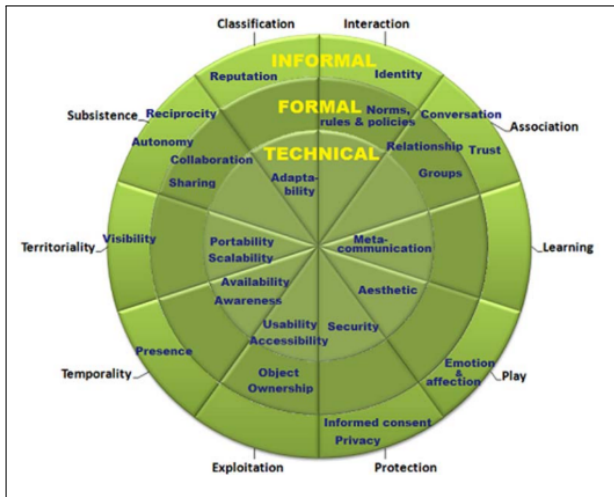 Classification
Interaction
INFORMAL
Reputation
Identity
FORMAL
Norms,
rules & policies
Subsistence
Reciprocity
Conversation
Association
Autonomy
TECHNICAL
Relationship
Trust
Collaboration
Sharing
Adapta-
bility
Groups
Territoriality
Visibility
Portability
Scalability
Meta-
communication
Learning
Availability
Awareness
Aesthetic
Usability
Accessibility
Security
Presence
Temporality
Object
Ownership
Emotion
&
affection
Play
Informed consent
Privacy
Exploitation
Protection